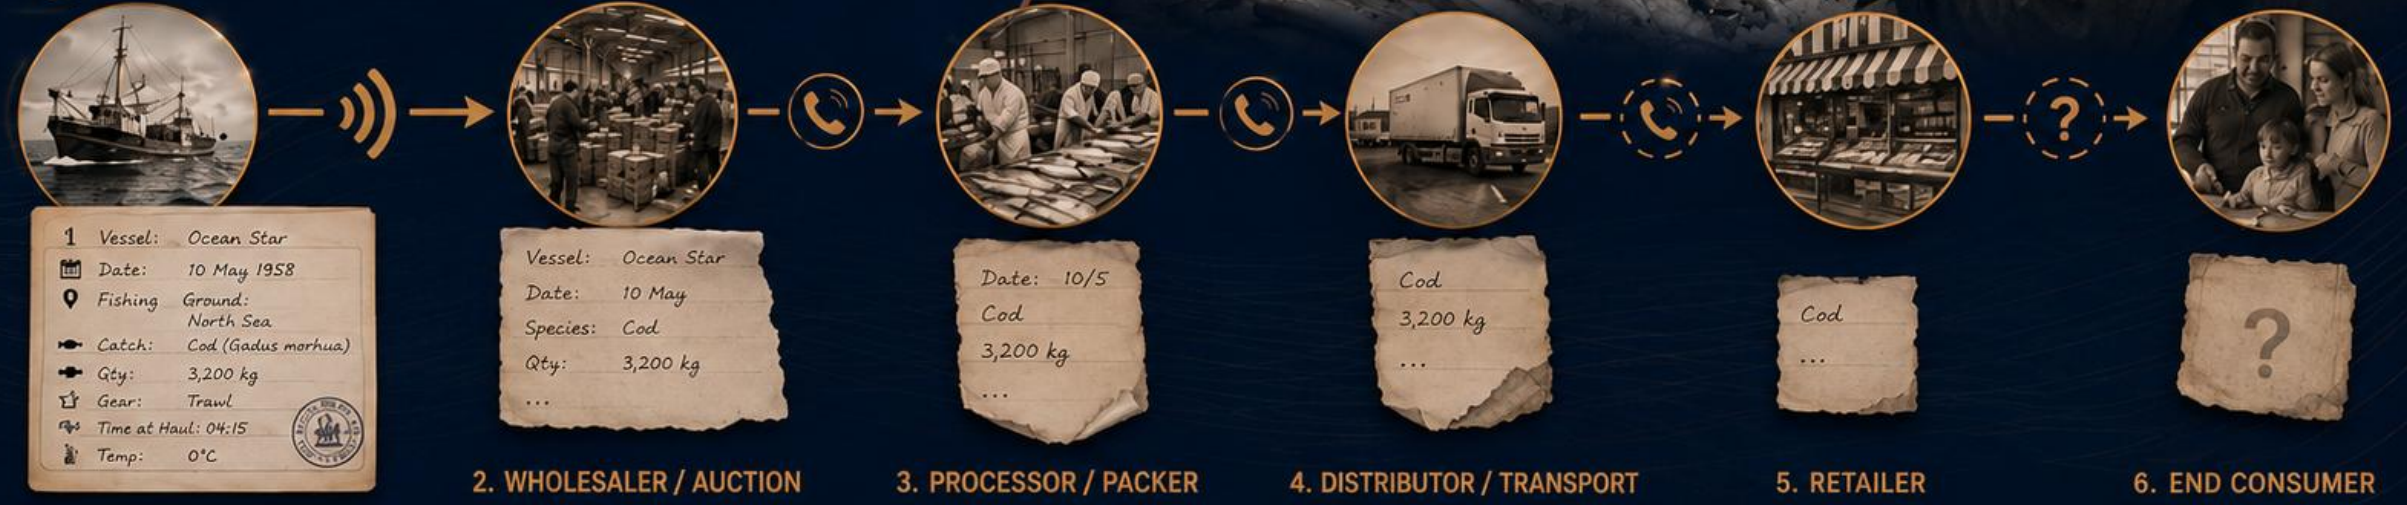 1 Vessel: Ocean Star
Date: 10 May 1958
Fishing Ground:
North Sea
Catch: Cod (Gadus morhua)
Qty: 3,200 kg
Gear: Trawl
Time at Haul: 04:15
Temp: 0°C
Vessel: Ocean Star
Date: 10 May
Species: Cod
Qty: 3,200 kg
...
2. WHOLESALER / AUCTION
Date: 10/5
Cod
3,200 kg
...
3. PROCESSOR / PACKER
Cod
3,200 kg
...
4. DISTRIBUTOR / TRANSPORT
Cod
...
5. RETAILER
?
?
6. END CONSUMER